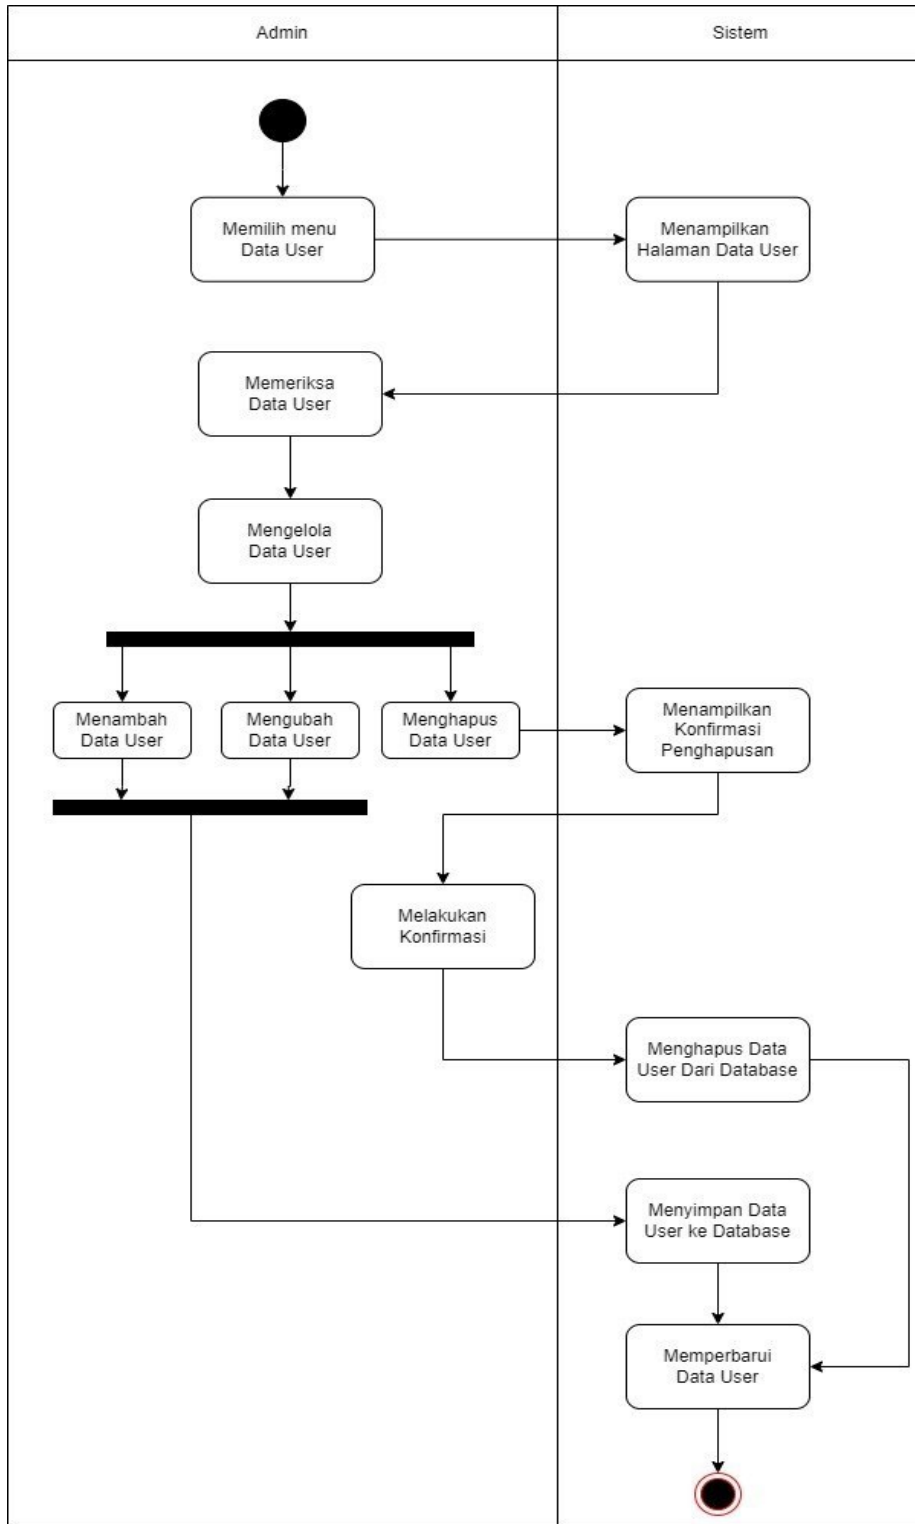 Admin
Sistem
Memilih menu
Data User
Menampilkan
Halaman Data User
Memeriksa
Data User
Mengelola
Data User
Menambah
Data User
Mengubah
Data User
Menghapus
Data User
Menampilkan
Konfirmasi
Penghapusan
Melakukan
Konfirmasi
Menghapus Data
User Dari Database
Menyimpan Data
User ke Database
Memperbarui
Data User